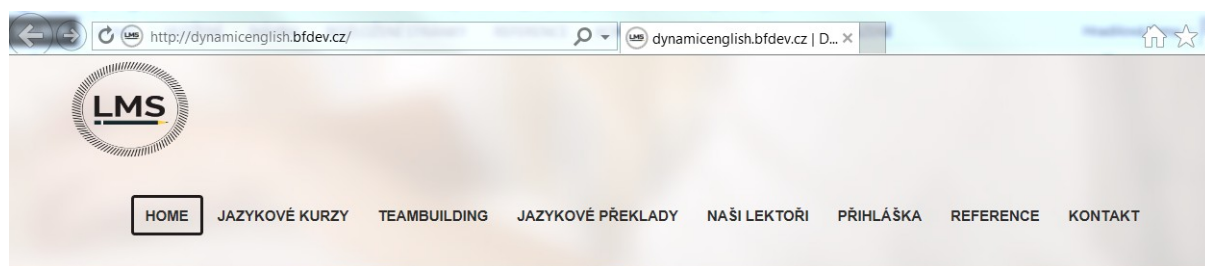 http://dynamicenglish.bfdev.cz/ dynamicenglish.bfdev.cz | D...
LMS
HOME JAZYKOVÉ KURZY TEAMBUILDING JAZYKOVÉ PŘEKLADY NAŠI LEKTOŘI PŘIHLÁŠKA REFERENCE KONTAKT